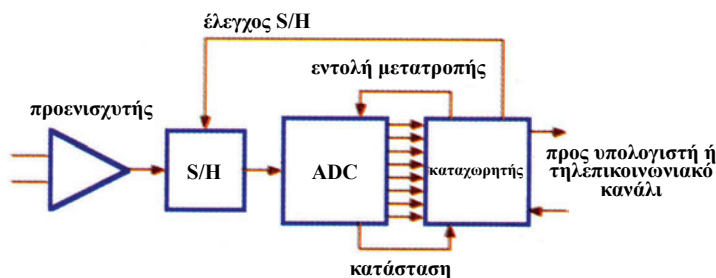 έλεγχος S/H
εντολή μετατροπής
προενισχυτής
S/H
ADC
καταχωρητής
προς υπολογιστή ή
τηλεπικοινωνιακό
κανάλι
κατάσταση